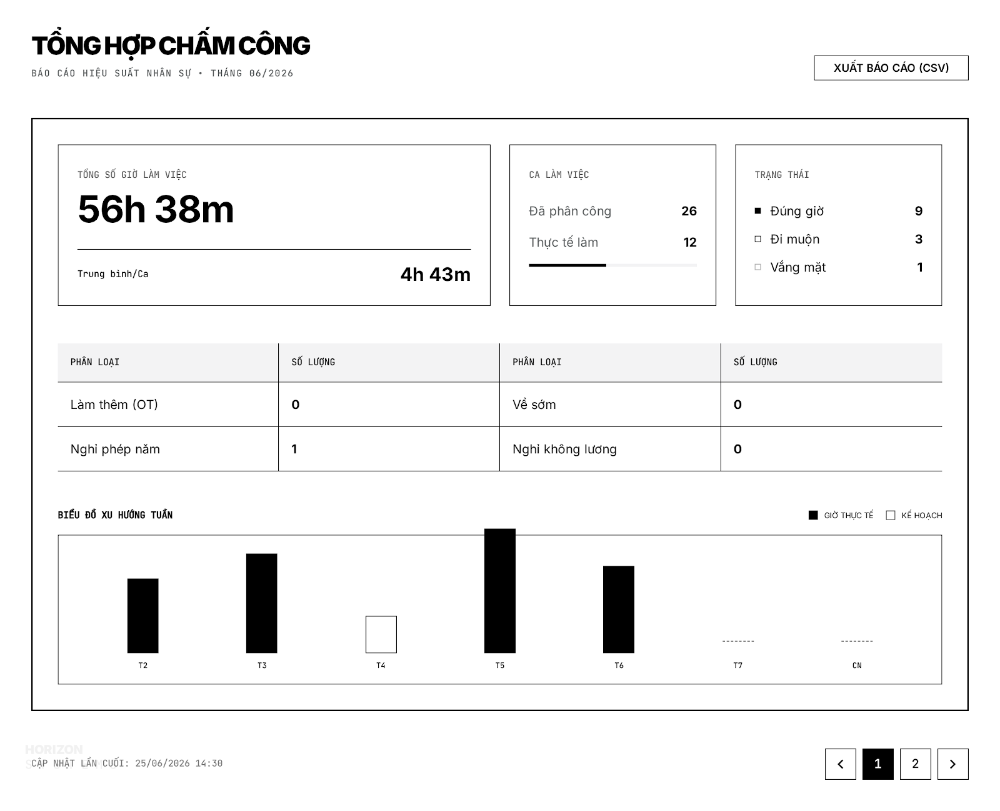 TỔNG HỢP CHẤM CÔNG
BÁO CÁO HIỆU SUẤT NHÂN SỰ • THÁNG 06/2026
XUẤT BÁO CÁO (CSV)
TỔNG SỐ GIỜ LÀM VIỆC
56h 38m
Trung bình/Ca 4h 43m
CA LÀM VIỆC
Đã phân công 26
Thực tế làm 12
TRẠNG THÁI
Đúng giờ 9
Đi muộn 3
Vắng mặt 1
PHÂN LOẠI SỐ LƯỢNG PHÂN LOẠI SỐ LƯỢNG
Làm thêm (OT) 0 Về sớm 0
Nghỉ phép năm 1 Nghỉ không lương 0
BIỂU ĐỒ XU HƯỚNG TUẦN
GIỜ THỰC TẾ KẾ HOẠCH
T2 T3 T4 T5 T6 T7 CN
HORIZON
CẬP NHẬT LẦN CUỐI: 25/06/2026 14:30
1 2